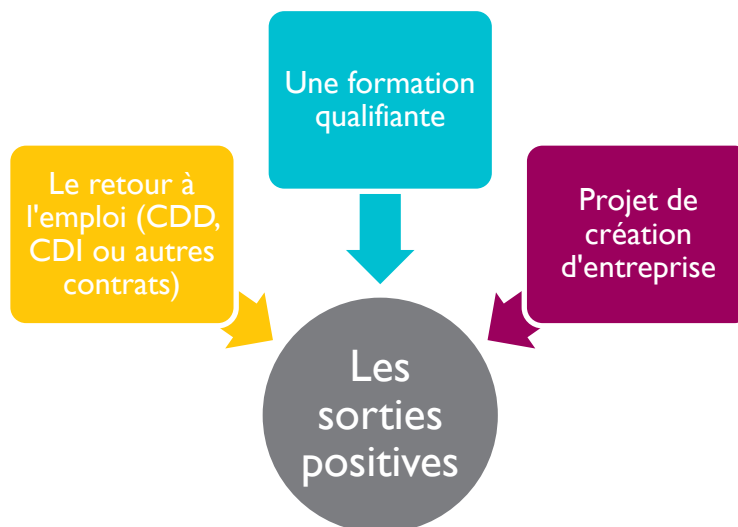 Une formation
qualifiante
Le retour à
l'emploi (CDD,
CDI ou autres
contrats)
Projet de
création
d'entreprise
Les
sorties
positives